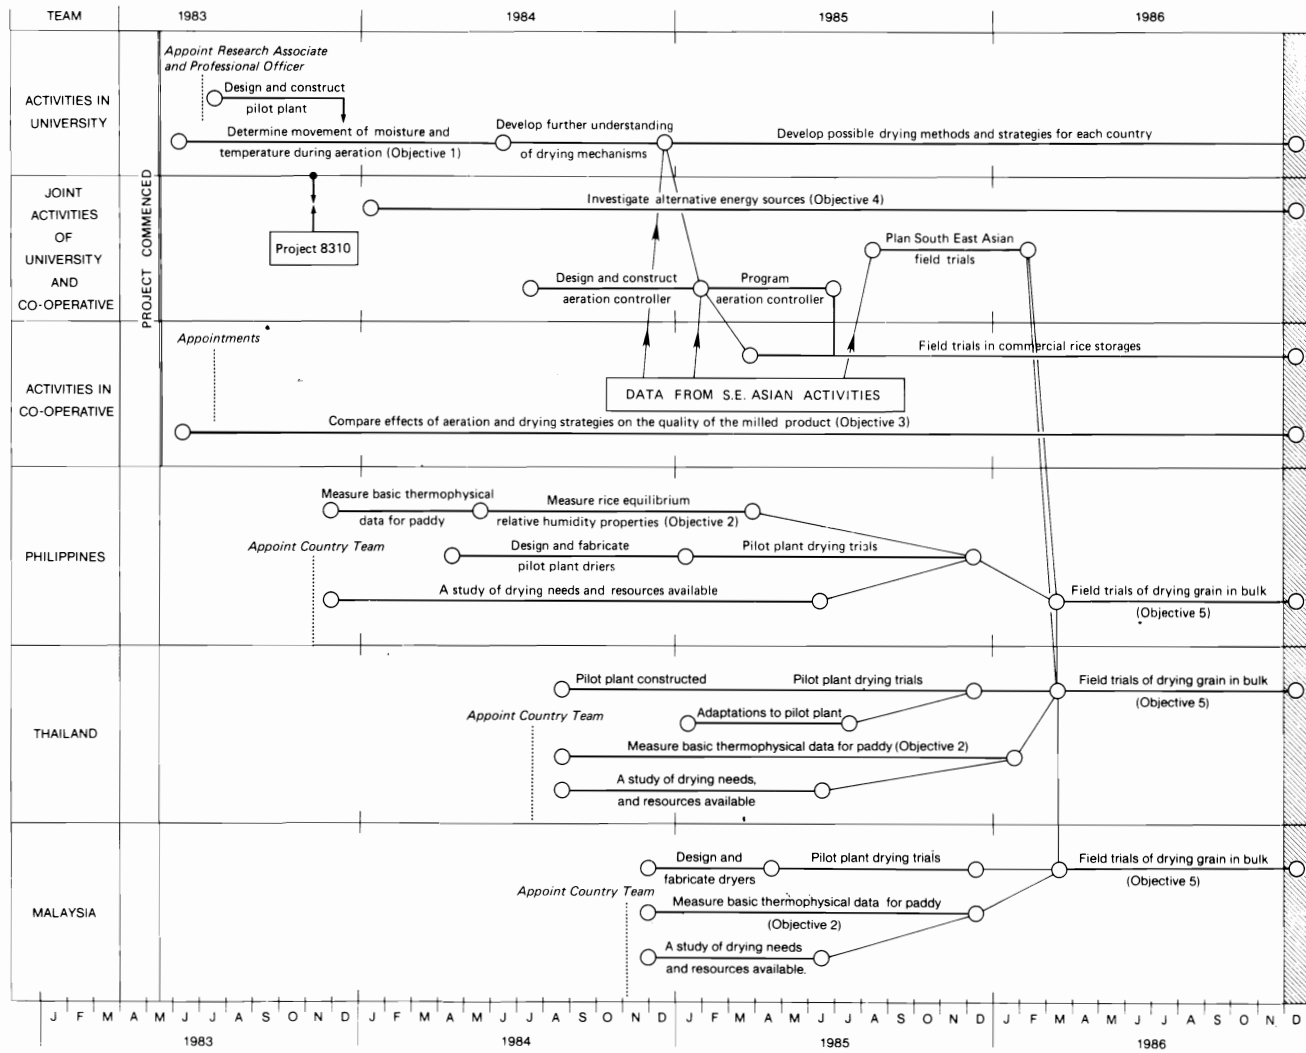 TEAM 1983 1984 1985 1986
Appoint Research Associate
and Professional Officer
Design and construct
pilot plant
ACTIVITIES IN
UNIVERSITY
Determine movement of moisture and
temperature during aeration (Objective 1)
Develop further understanding
of drying mechanisms
Develop possible drying methods and strategies for each country
PROJECT COMMENCED
JOINT
ACTIVITIES
OF
UNIVERSITY
AND
CO-OPERATIVE
Investigate alternative energy sources (Objective 4)
Project 8310
Plan South East Asian
field trials
Design and construct
aeration controller
Program
aeration controller
Appointments
ACTIVITIES IN
CO-OPERATIVE
Field trials in commercial rice storages
DATA FROM S.E. ASIAN ACTIVITIES
Compare effects of aeration and drying strategies on the quality of the milled product (Objective 3)
PHILIPPINES
Measure basic thermophysical
data for paddy
Measure rice equilibrium
relative humidity properties (Objective 2)
Appoint Country Team
Design and fabricate
pilot plant driers
Pilot plant drying trials
A study of drying needs and resources available
Field trials of drying grain in bulk
(Objective 5)
THAILAND
Pilot plant constructed
Pilot plant drying trials
Field trials of drying grain in bulk
(Objective 5)
Appoint Country Team
Adaptations to pilot plant
Measure basic thermophysical data for paddy (Objective 2)
A study of drying needs,
and resources available
MALAYSIA
Design and
fabricate dryers
Pilot plant drying trials
Field trials of drying grain in bulk
(Objective 5)
Appoint Country Team
Measure basic thermophysical data for paddy
(Objective 2)
A study of drying needs
and resources available.
J F M A M J J A S O N D J F M A M J J A S O N D J F M A M J J A S O N D J F M A M J J A S O N D
1983 1984 1985 1986